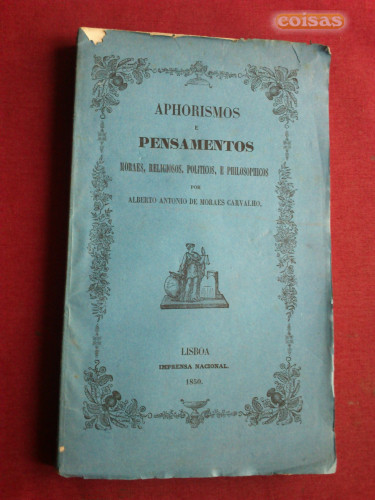 coisas
APHORISMOS
E
PENSAMENTOS
MORAES, RELIGIOSOS, POLITICOS, E PHILOSOPHICOS
POR
ALBERTO ANTONIO DE MORAES CARVALHO.
LISBOA
IMPRENSA NACIONAL.
1850.